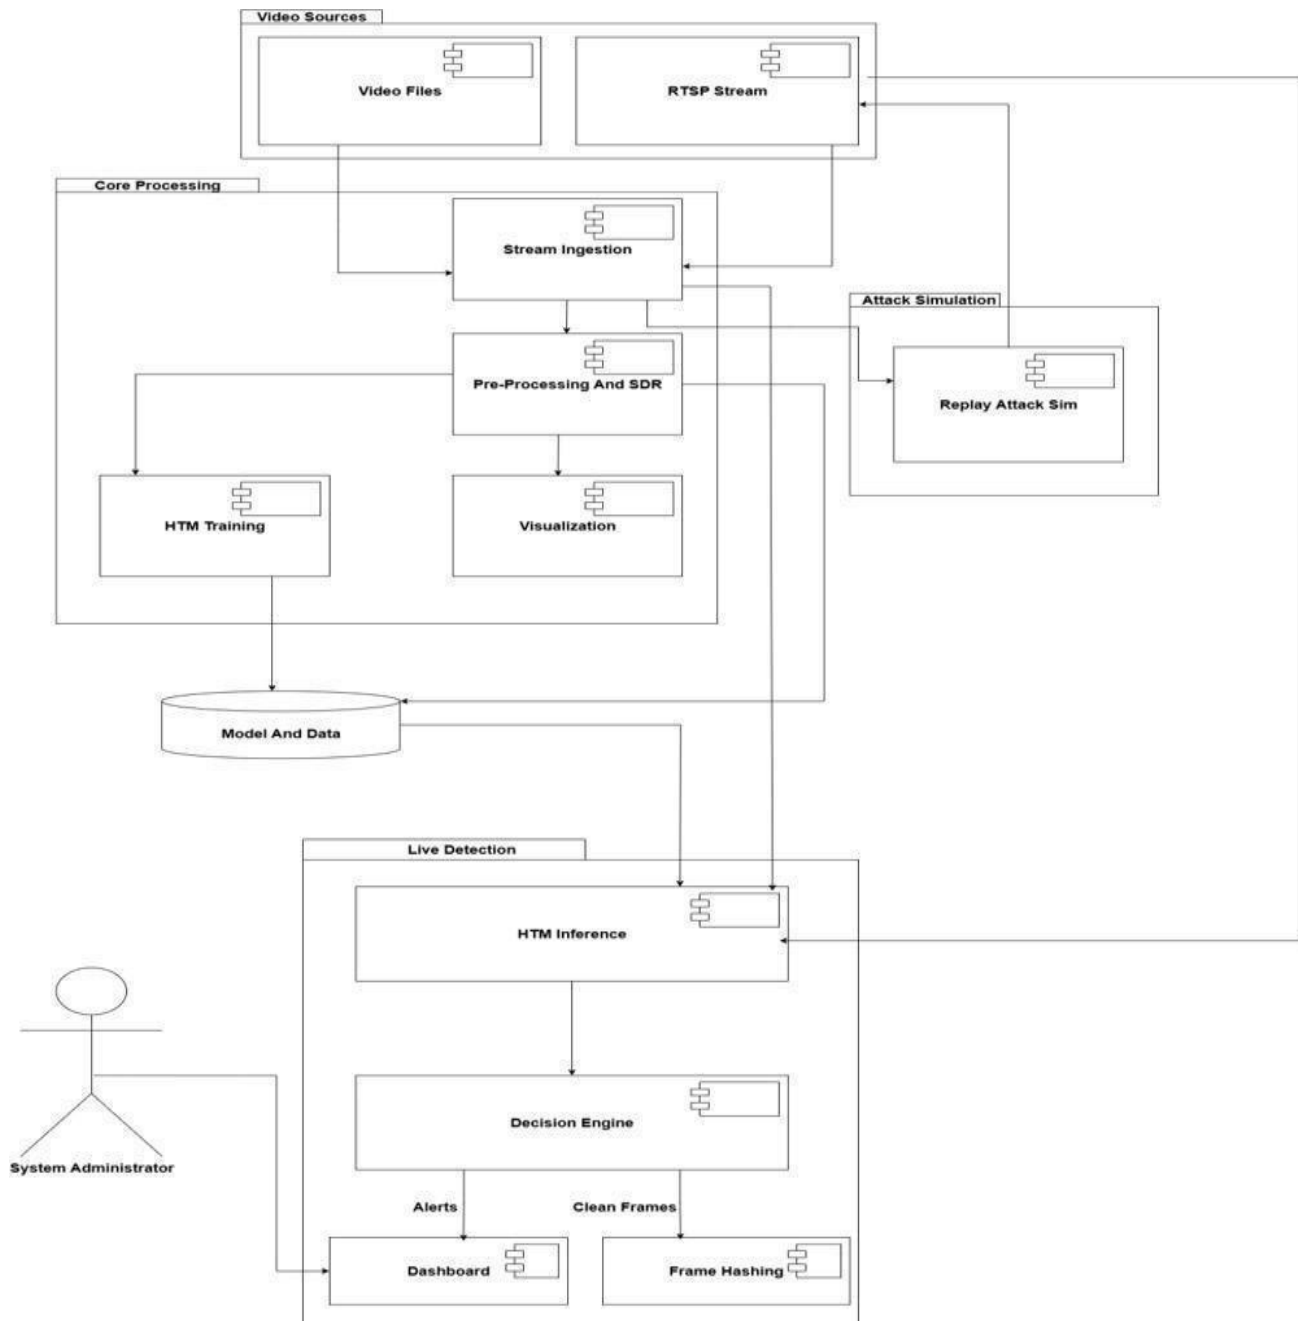 Video Sources
Video Files
RTSP Stream
Core Processing
Stream Ingestion
Attack Simulation
Pre-Processing And SDR
Replay Attack Sim
HTM Training
Visualization
Model And Data
Live Detection
HTM Inference
Decision Engine
System Administrator
Alerts
Clean Frames
Dashboard
Frame Hashing